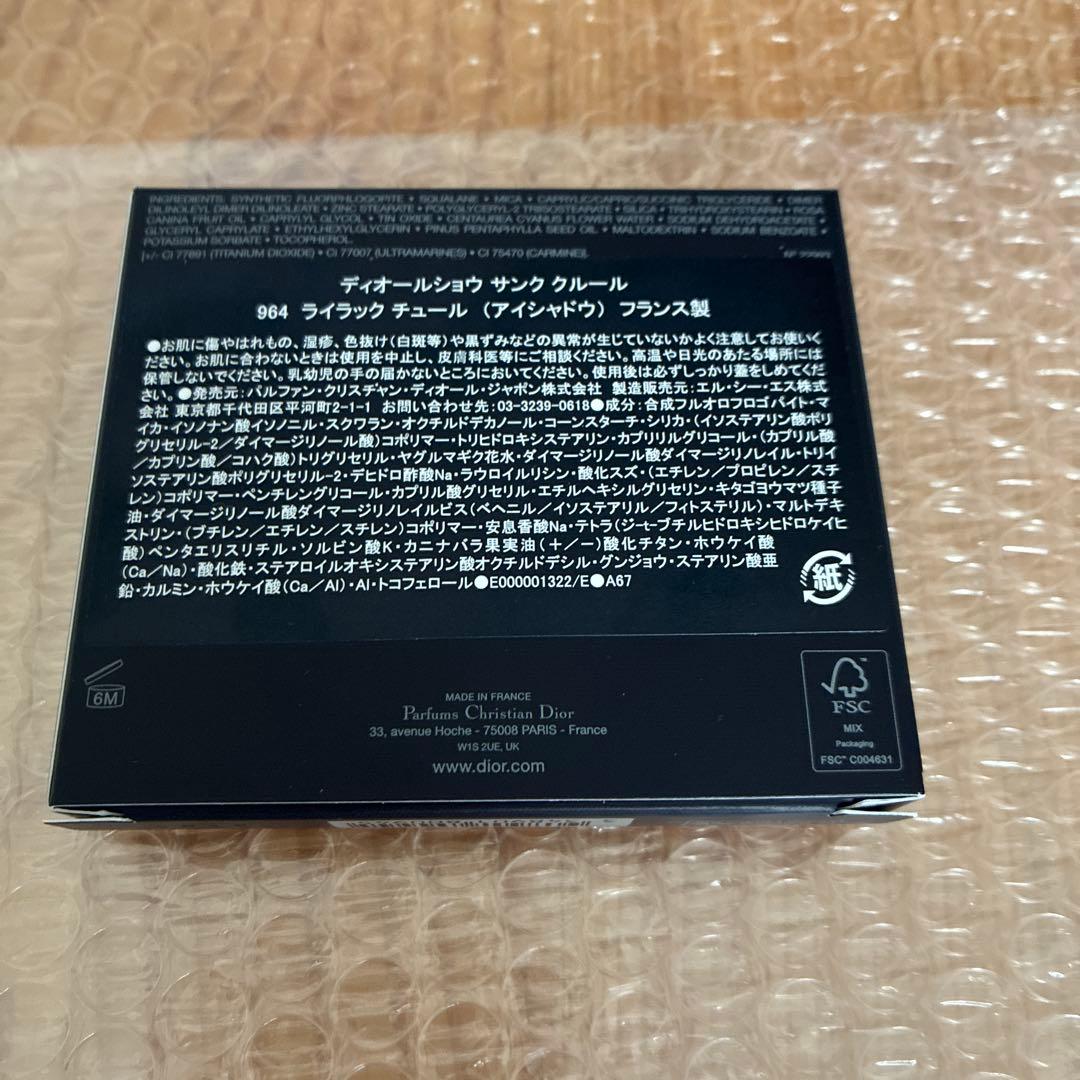 INGREDIENTS: SYNTHETIC FLUORPHLOGOPITE • SQUALANE • MICA • CAPRYLIC/CAPRIC/SUCCINIC TRIGLYCERIDE •
DILINOLEYL DIMER DILINOLEATE • ZINC STEARATE • POLYGLYCERYL-2 TRIISOSTEARATE • SILICA • TRIHYDROXYSTEARIN •
CANINA FRUIT OIL • CAPRYLYL GLYCOL • TIN OXIDE • CENTAUREA CYANUS FLOWER WATER • SODIUM DEHYDROACETATE
GLYCERYL CAPRYLATE • ETHYLHEXYLGLYCERIN • PINUS PENTAPHYLLA SEED OIL • MALTODEXTRIN • SODIUM BENZOATE •
POTASSIUM SORBATE • TOCOPHEROL.
[+/- CI 77891 (TITANIUM DIOXIDE) • CI 77007 (ULTRAMARINES) • CI 75470 (CARMINE)].
ディオールショウ サンク クルール
964 ライラック チュール （アイシャドウ） フランス製
●お肌に傷やはれもの、湿疹、色抜け(白斑等)や黒ずみなどの異常が生じていないかよく注意してお使いく
ださい。お肌に合わないときは使用を中止し、皮膚科医等にご相談ください。高温や日光のあたる場所には
保管しないでください。乳幼児の手の届かないところにおいてください。使用後は必ずしっかり蓋をしめてくだ
さい。●発売元：パルファン・クリスチャン・ディオール・ジャポン株式会社 製造販売元：エル・シー・エス株式
会社 東京都千代田区平河町2-1-1 お問い合わせ先：03-3239-0618●成分：合成フルオロフロゴパイト・マ
イカ・イソノナン酸イソノニル・スクワラン・オクチルドデカノール・コーンスターチ・シリカ・（イソステアリン酸ポリ
グリセリル-2／ダイマージリノール酸）コポリマー・トリヒドロキシステアリン・カプリリルグリコール・（カプリル酸
／カプリン酸／コハク酸）トリグリセリル・ヤグルマギク花水・ダイマージリノール酸ダイマージリノレイル・トリイ
ソステアリン酸ポリグリセリル-2・デヒドロ酢酸Na・ラウロイルリシン・酸化スズ・（エチレン／プロピレン／スチ
レン）コポリマー・ペンチレングリコール・カプリル酸グリセリル・エチルヘキシルグリセリン・キタゴヨウマツ種子
油・ダイマージリノール酸ダイマージリノレイルビス（ベヘニル／イソステアリル／フィトステリル）・マルトデキ
ストリン・（ブチレン／エチレン／スチレン）コポリマー・安息香酸Na・テトラ（ジ-t-ブチルヒドロキシヒドロケイヒ
酸）ペンタエリスリチル・ソルビン酸K・カニナバラ果実油（＋／－）酸化チタン・ホウケイ酸
（Ca／Na）・酸化鉄・ステアロイルオキシステアリン酸オクチルドデシル・グンジョウ・ステアリン酸亜
鉛・カルミン・ホウケイ酸（Ca／Al）・Al・トコフェロール●E000001322／E●A67
紙
6M
MADE IN FRANCE
Parfums Christian Dior
33, avenue Hoche - 75008 PARIS - France
W1S 2UE, UK
www.dior.com
FSC™
MIX
Packaging
FSC™ C004631